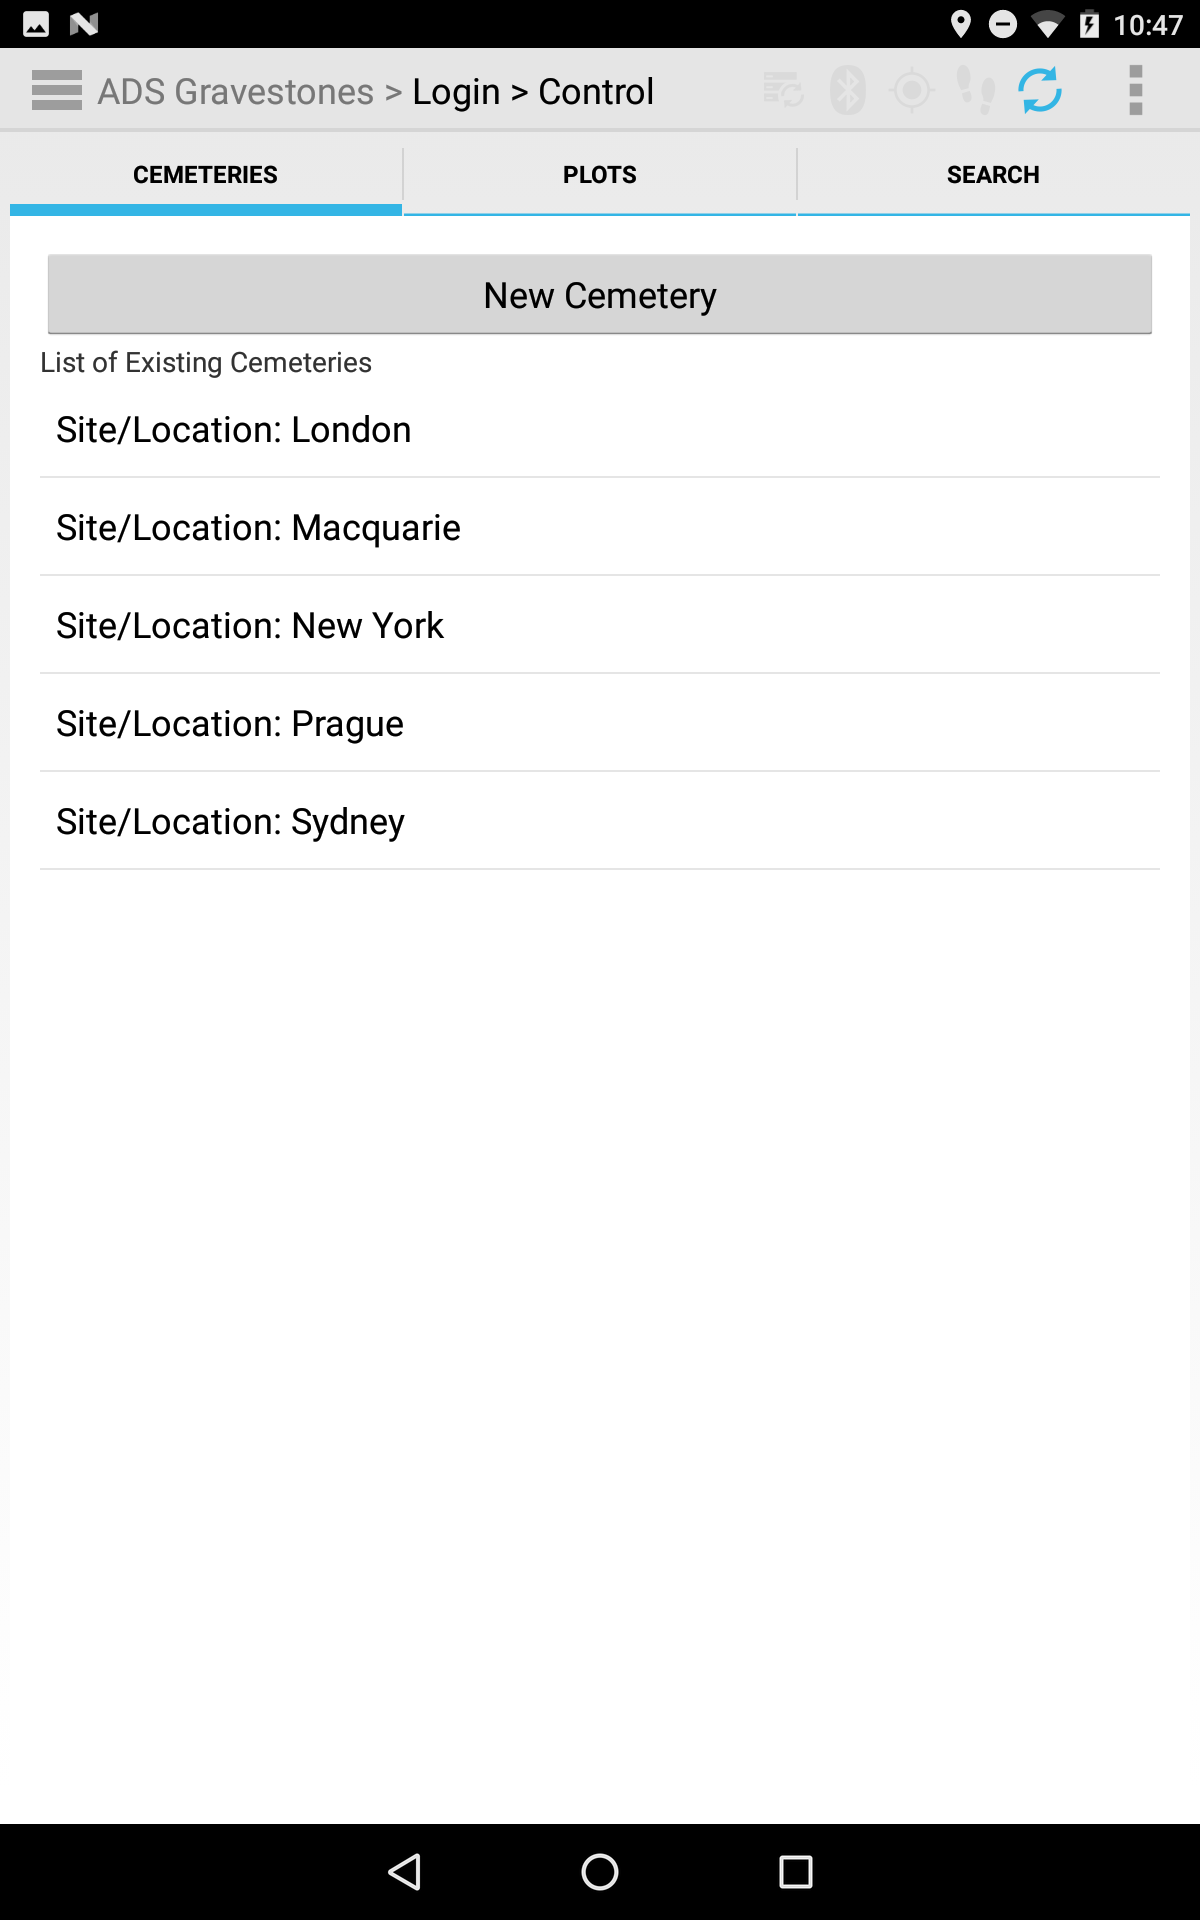 10:47
ADS Gravestones > Login > Control
CEMETERIES
PLOTS
SEARCH
New Cemetery
List of Existing Cemeteries
Site/Location: London
Site/Location: Macquarie
Site/Location: New York
Site/Location: Prague
Site/Location: Sydney